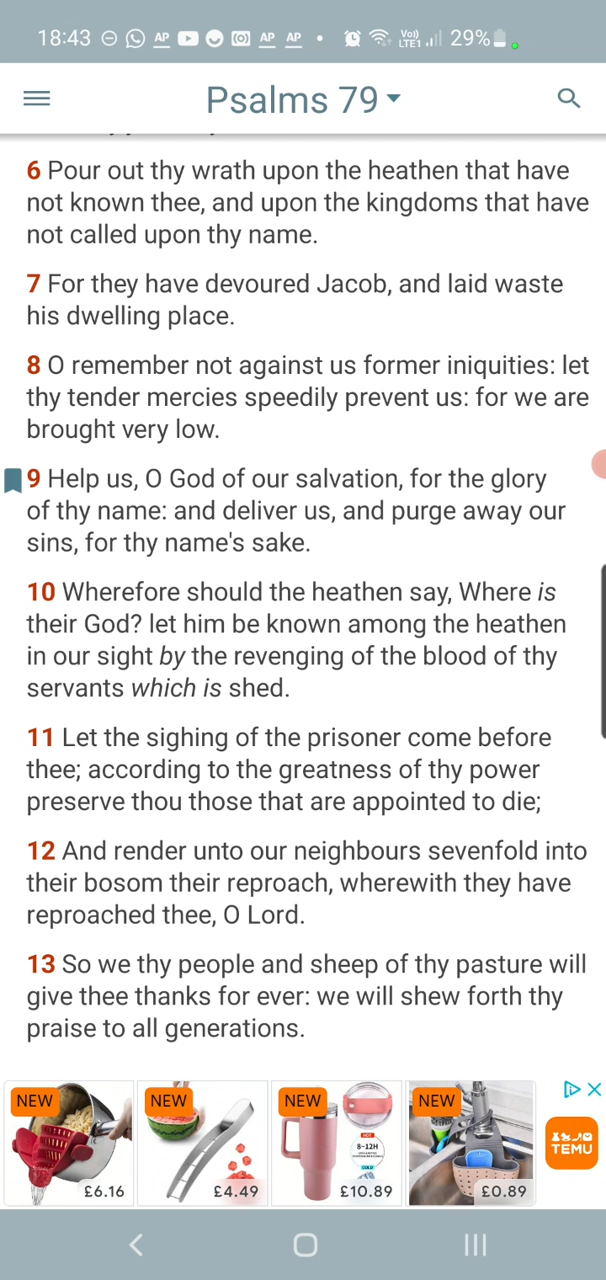 18:43 AP AP AP Vo) LTE1 29%
Psalms 79
6 Pour out thy wrath upon the heathen that have
not known thee, and upon the kingdoms that have
not called upon thy name.
7 For they have devoured Jacob, and laid waste
his dwelling place.
8 O remember not against us former iniquities: let
thy tender mercies speedily prevent us: for we are
brought very low.
9 Help us, O God of our salvation, for the glory
of thy name: and deliver us, and purge away our
sins, for thy name's sake.
10 Wherefore should the heathen say, Where is
their God? let him be known among the heathen
in our sight by the revenging of the blood of thy
servants which is shed.
11 Let the sighing of the prisoner come before
thee; according to the greatness of thy power
preserve thou those that are appointed to die;
12 And render unto our neighbours sevenfold into
their bosom their reproach, wherewith they have
reproached thee, O Lord.
13 So we thy people and sheep of thy pasture will
give thee thanks for ever: we will shew forth thy
praise to all generations.
NEW NEW NEW NEW
HOT
8-12H
COLD
TEMU
£6.16 £4.49 £10.89 £0.89